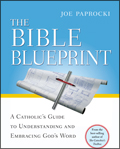 JOE PAPROCKI
THE
BIBLE
BLUEPRINT
A CATHOLIC'S GUIDE
TO UNDERSTANDING AND
EMBRACING GOD'S WORD